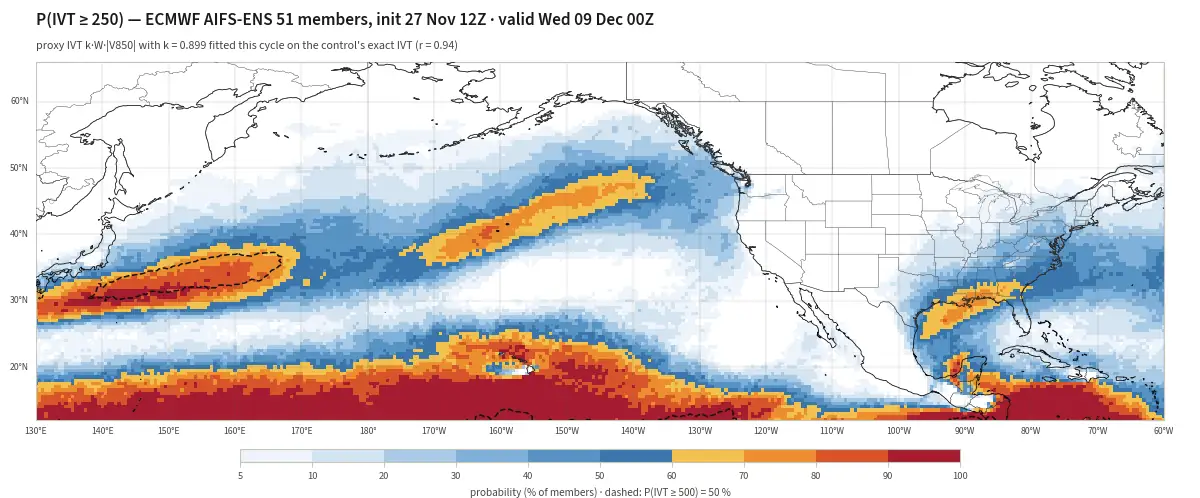 P(IVT ≥ 250) — ECMWF AIFS-ENS 51 members, init 27 Nov 12Z · valid Wed 09 Dec 00Z
proxy IVT k·W·|V850| with k = 0.899 fitted this cycle on the control's exact IVT (r = 0.94)
60°N
50°N
40°N
30°N
20°N
130°E 140°E 150°E 160°E 170°E 180° 170°W 160°W 150°W 140°W 130°W 120°W 110°W 100°W 90°W 80°W 70°W 60°W
5 10 20 30 40 50 60 70 80 90 100
probability (% of members) · dashed: P(IVT ≥ 500) = 50 %